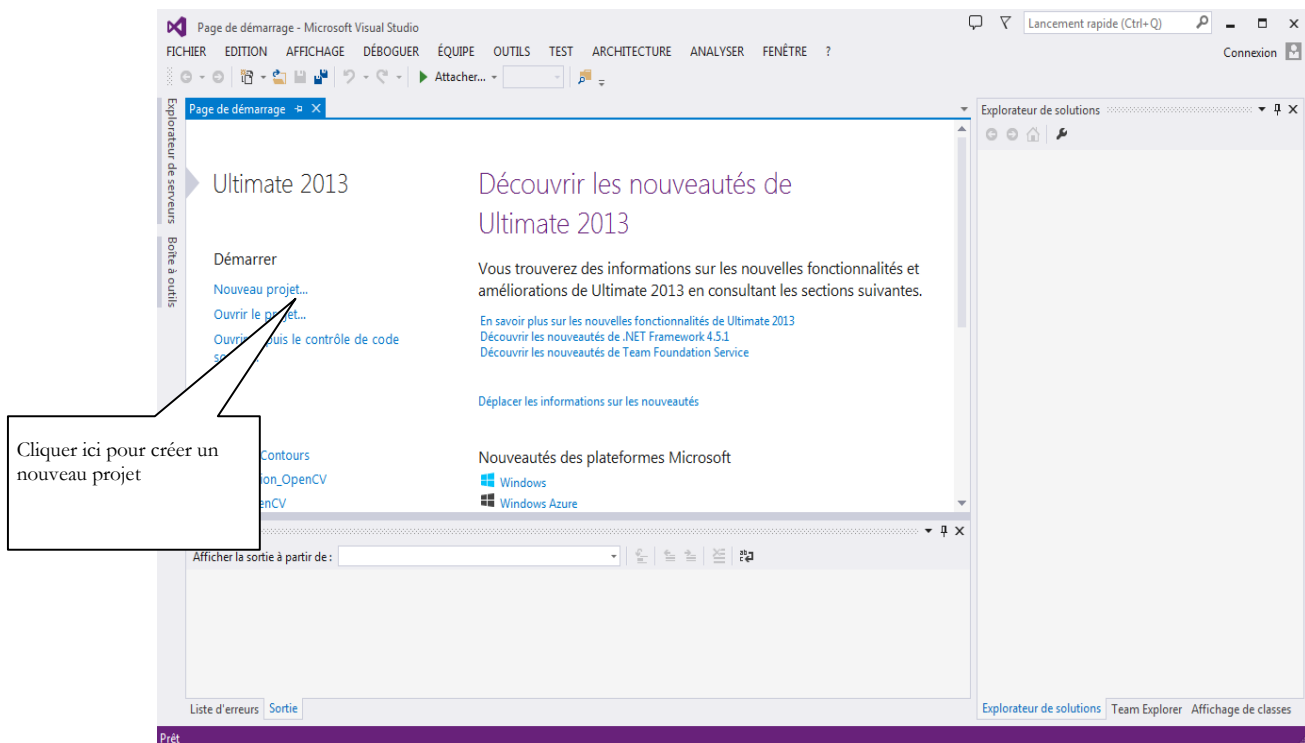 Page de démarrage - Microsoft Visual Studio
Lancement rapide (Ctrl+Q)
FICHIER EDITION AFFICHAGE DÉBOGUER ÉQUIPE OUTILS TEST ARCHITECTURE ANALYSER FENÊTRE ?
Connexion
Attacher...
Explorateur de serveurs
Boîte à outils
Page de démarrage
Explorateur de solutions
Ultimate 2013
Démarrer
Nouveau projet...
Ouvrir le projet...
contrôle de code
Découvrir les nouveautés de
Ultimate 2013
Vous trouverez des informations sur les nouvelles fonctionnalités et
améliorations de Ultimate 2013 en consultant les sections suivantes.
En savoir plus sur les nouvelles fonctionnalités de Ultimate 2013
Découvrir les nouveautés de .NET Framework 4.5.1
Découvrir les nouveautés de Team Foundation Service
Déplacer les informations sur les nouveautés
Cliquer ici pour créer un
nouveau projet
Contours
ion_OpenCV
enCV
Nouveautés des plateformes Microsoft
Windows
Windows Azure
Afficher la sortie à partir de :
Liste d'erreurs Sortie
Explorateur de solutions Team Explorer Affichage de classes
Prêt